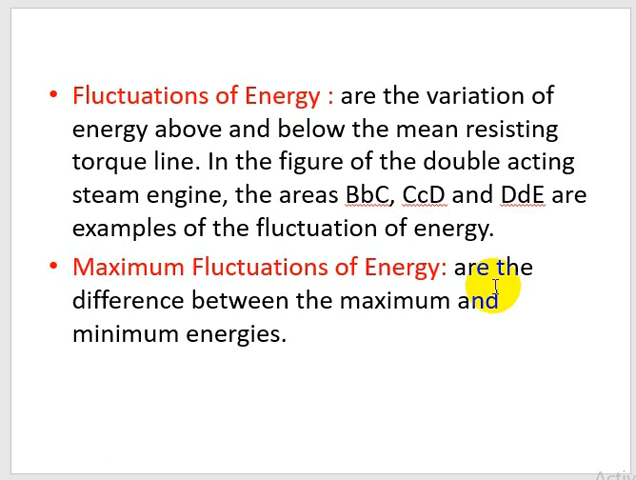 • Fluctuations of Energy : are the variation of
energy above and below the mean resisting
torque line. In the figure of the double acting
steam engine, the areas BbC, CcD and DdE are
examples of the fluctuation of energy.
• Maximum Fluctuations of Energy: are the
difference between the maximum and
minimum energies.